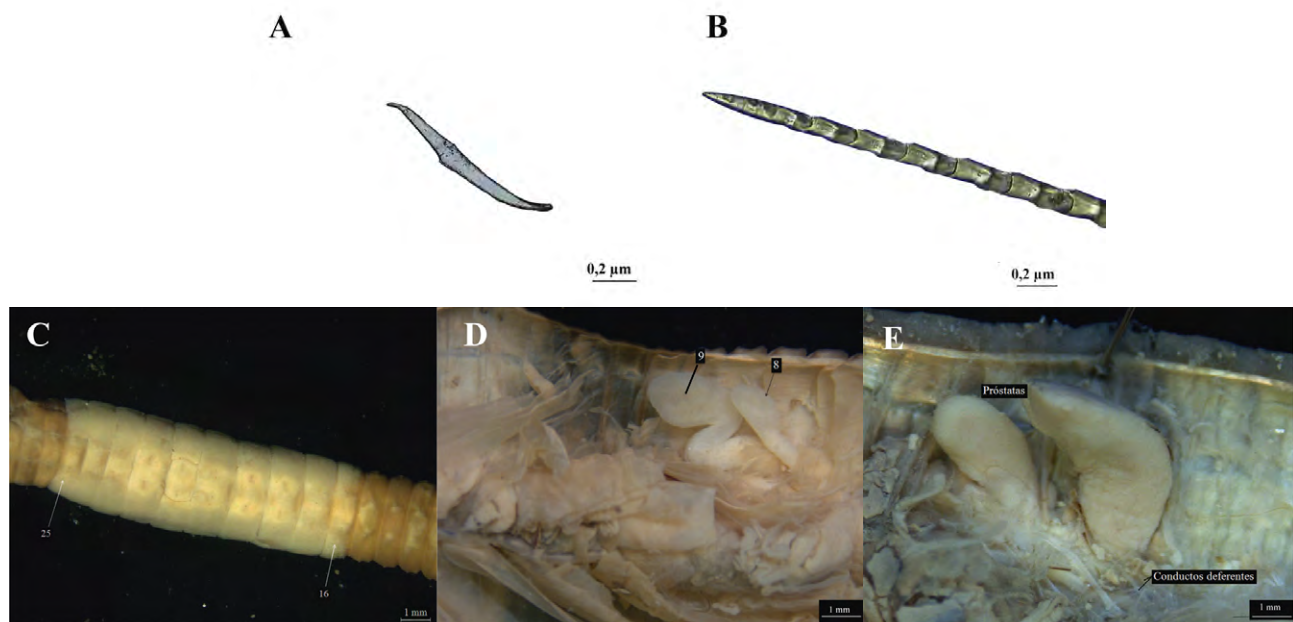 A
B
0,2 µm
0,2 µm
C
25
16
1 mm
D
9
8
1 mm
E
Próstatas
Conductos deferentes
1 mm